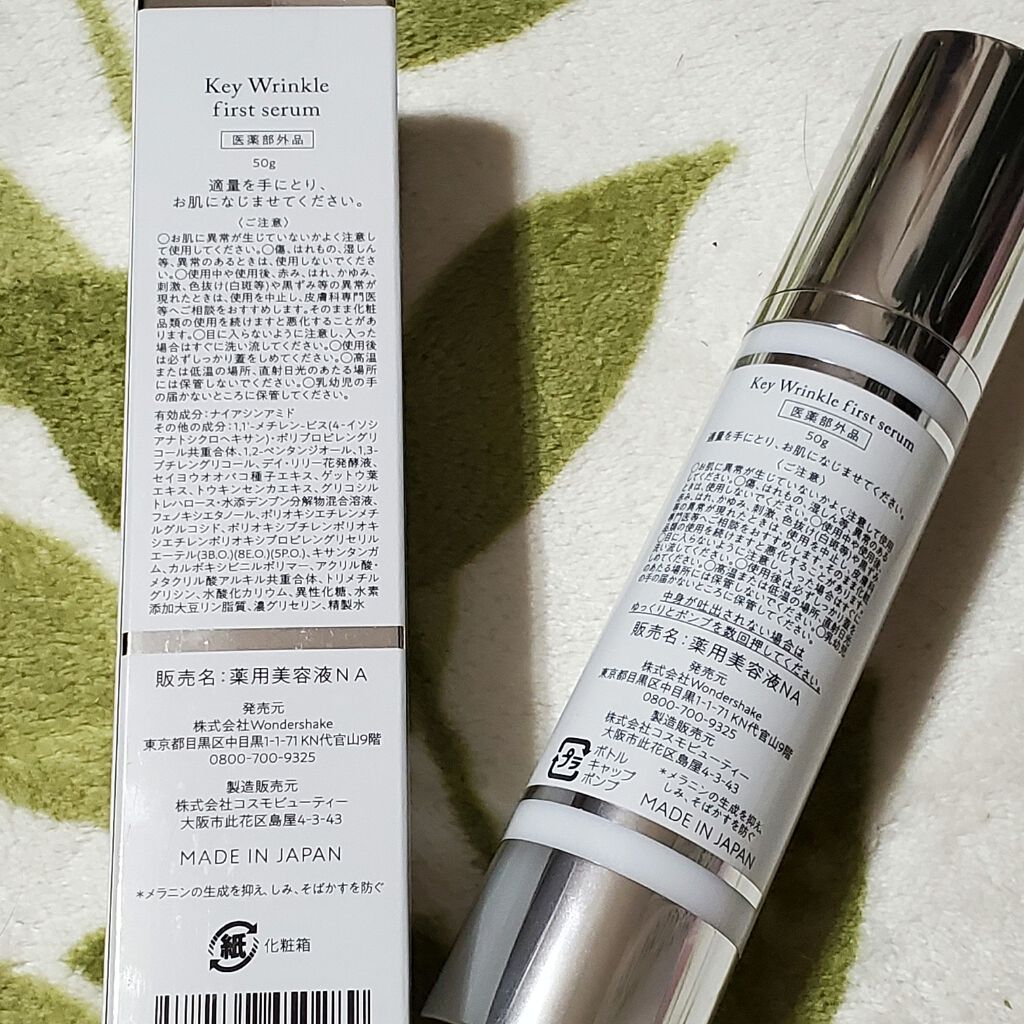 Key Wrinkle
first serum
医薬部外品
50g
適量を手にとり、
お肌になじませてください。
〈ご注意〉
○お肌に異常が生じていないかよく注意し
て使用してください。○傷、はれもの、湿しん
等、異常のあるときは、使用しないでくださ
い。○使用中や使用後、赤み、はれ、かゆみ、
刺激、色抜け(白斑等)や黒ずみ等の異常が
現れたときは、使用を中止し、皮膚科専門医
等へご相談をおすすめします。そのまま化粧
品類の使用を続けますと悪化することがあ
ります。○目に入らないように注意し、入った
場合はすぐに洗い流してください。○使用後
は必ずしっかり蓋をしめてください。○高温
または低温の場所、直射日光のあたる場所
には保管しないでください。○乳幼児の手
の届かないところに保管してください。
有効成分:ナイアシンアミド
その他の成分:1,1'-メチレン-ビス(4-イソシ
アナトシクロヘキサン)・ポリプロピレングリ
コール共重合体、1,2-ペンタンジオール、1,3-
ブチレングリコール、デイ・リリー花発酵液、
セイヨウオオバコ種子エキス、ゲットウ葉
エキス、トウキンセンカエキス、グリコシル
トレハロース・水添デンプン分解物混合溶液、
フェノキシエタノール、ポリオキシエチレンメチ
ルグルコシド、ポリオキシブチレンポリオキ
シエチレンポリオキシプロピレングリセリル
エーテル(3B.O.)(8E.O.)(5P.O.)、キサンタンガ
ム、カルボキシビニルポリマー、アクリル酸・
メタクリル酸アルキル共重合体、トリメチル
グリシン、水酸化カリウム、異性化糖、水素
添加大豆リン脂質、濃グリセリン、精製水
販売名:薬用美容液NA
発売元
株式会社Wondershake
東京都目黒区中目黒1-1-71 KN代官山9階
0800-700-9325
製造販売元
株式会社コスモビューティー
大阪市此花区島屋4-3-43
MADE IN JAPAN
*メラニンの生成を抑え、しみ、そばかすを防ぐ
紙 化粧箱
Key Wrinkle first serum
医薬部外品
50g
適量を手にとり、お肌になじませてください。
〈ご注意〉
中身が吐出されない場合は
ゆっくりとポンプを数回押してください。
販売名:薬用美容液NA
発売元
株式会社Wondershake
東京都目黒区中目黒1-1-71 KN代官山9階
0800-700-9325
製造販売元
株式会社コスモビューティー
大阪市此花区島屋4-3-43
プラ
ボトル
キャップ
ポンプ
*メラニンの生成を抑え、
しみ、そばかすを防ぐ
MADE IN JAPAN